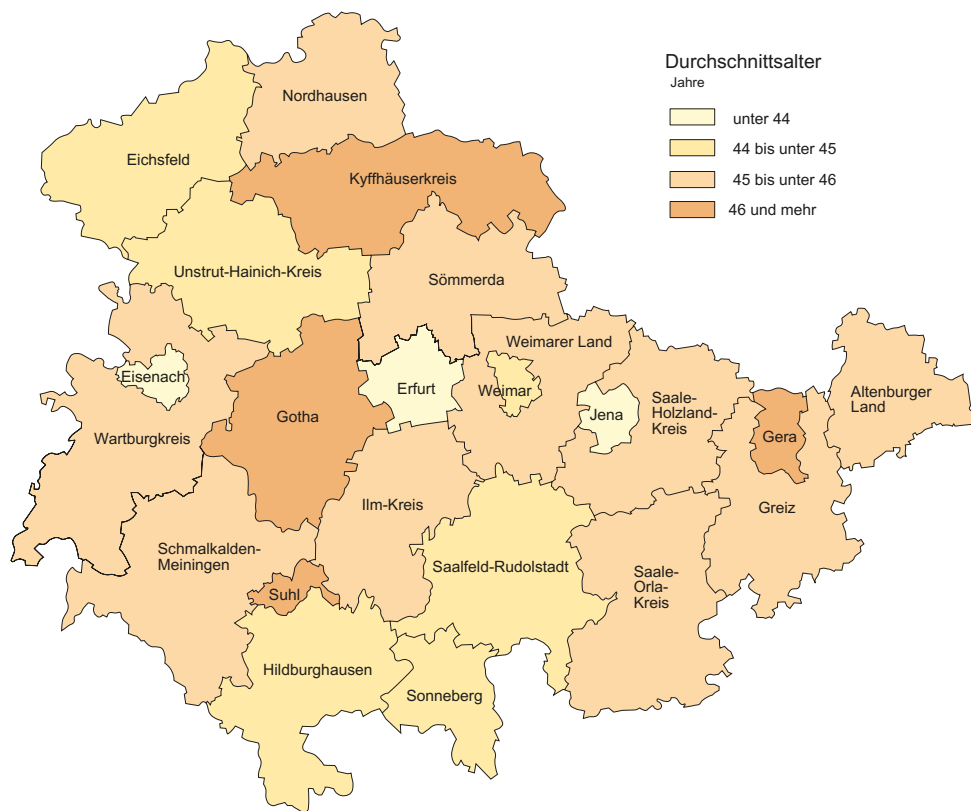 Durchschnittsalter
Jahre
unter 44
44 bis unter 45
45 bis unter 46
46 und mehr
Nordhausen
Eichsfeld
Kyffhäuserkreis
Unstrut-Hainich-Kreis
Sömmerda
Weimarer Land
Eisenach
Erfurt
Weimar
Altenburger
Land
Saale-
Holzland-
Kreis
Jena
Gotha
Gera
Wartburgkreis
Ilm-Kreis
Greiz
Schmalkalden-
Meiningen
Saalfeld-Rudolstadt
Saale-
Orla-
Kreis
Suhl
Hildburghausen
Sonneberg